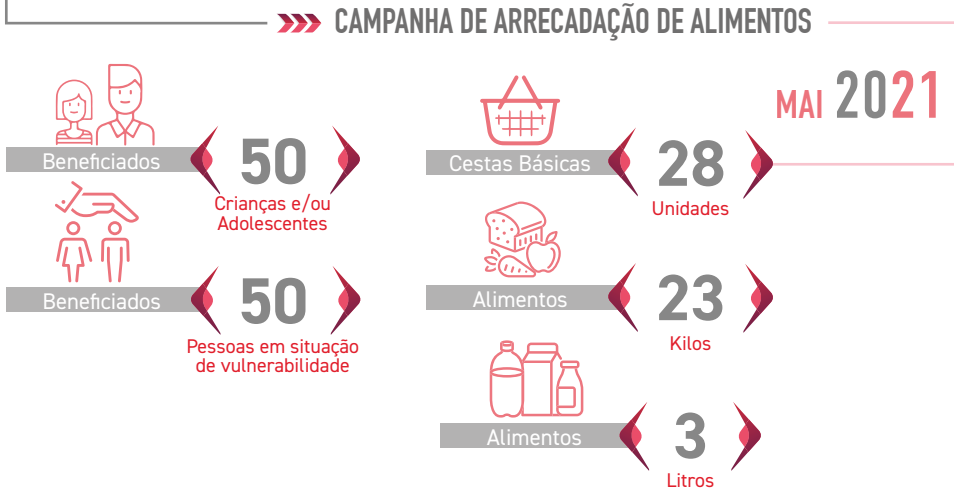 CAMPANHA DE ARRECADAÇÃO DE ALIMENTOS
MAI 2021
Beneficiados
50
Crianças e/ou
Adolescentes
Beneficiados
50
Pessoas em situação
de vulnerabilidade
Cestas Básicas
28
Unidades
Alimentos
23
Kilos
Alimentos
3
Litros